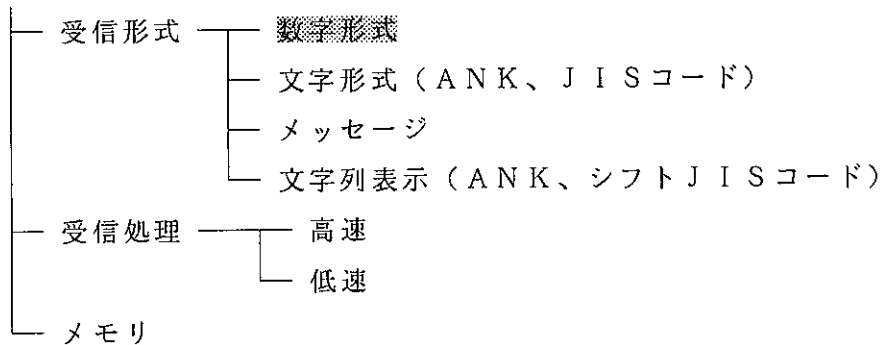 受信形式 数字形式
文字形式（ＡＮＫ、ＪＩＳコード）
メッセージ
文字列表示（ＡＮＫ、シフトＪＩＳコード）
受信処理 高速
低速
メモリ